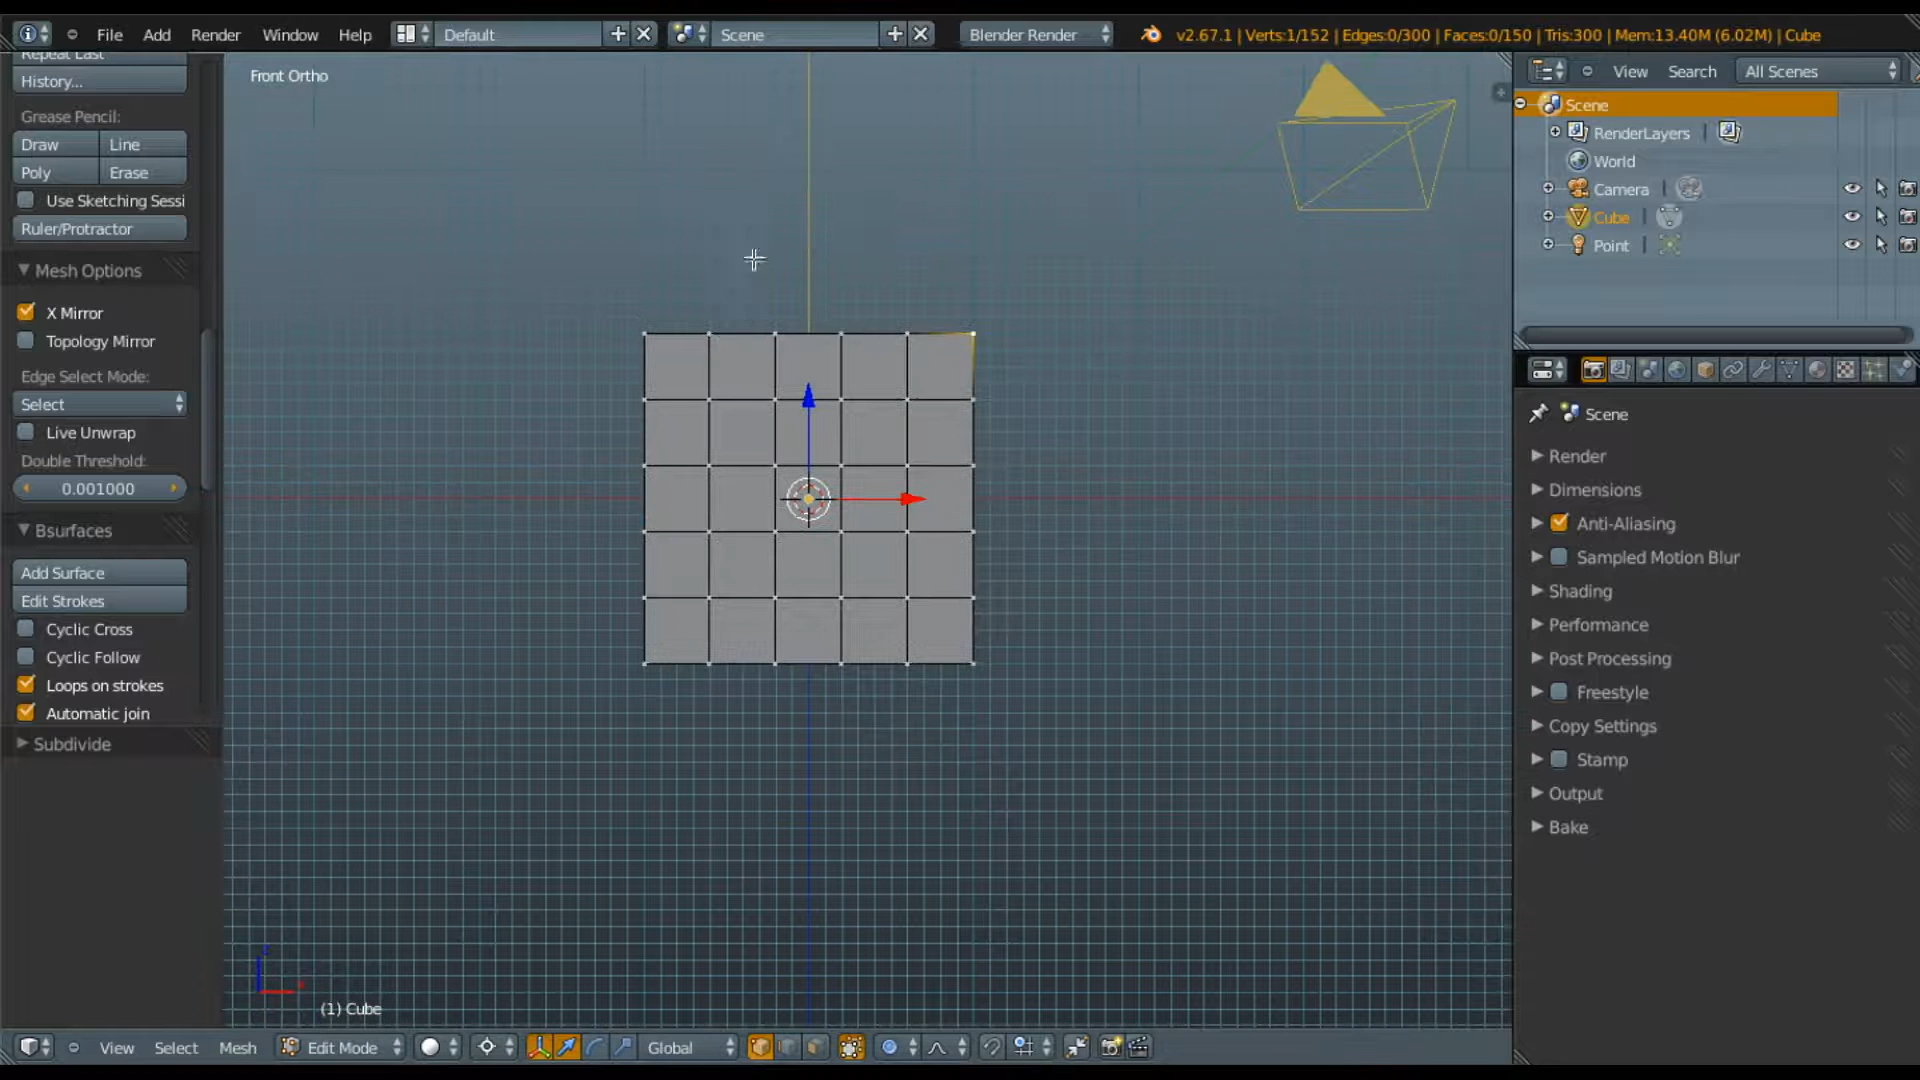 File Add Render Window Help Default Scene Blender Render v2.67.1 | Verts:1/152 | Edges:0/300 | Faces:0/150 | Tris:300 | Mem:13.40M (6.02M) | Cube
Repeat Last
History...
Grease Pencil:
Draw Line
Poly Erase
Use Sketching Sessi
Ruler/Protractor
Mesh Options
X Mirror
Topology Mirror
Edge Select Mode:
Select
Live Unwrap
Double Threshold:
0.001000
Bsurfaces
Add Surface
Edit Strokes
Cyclic Cross
Cyclic Follow
Loops on strokes
Automatic join
Subdivide
Front Ortho
(1) Cube
View Select Mesh Edit Mode Global
View Search All Scenes
Scene
RenderLayers |
World
Camera |
Cube |
Point |
Scene
Render
Dimensions
Anti-Aliasing
Sampled Motion Blur
Shading
Performance
Post Processing
Freestyle
Copy Settings
Stamp
Output
Bake